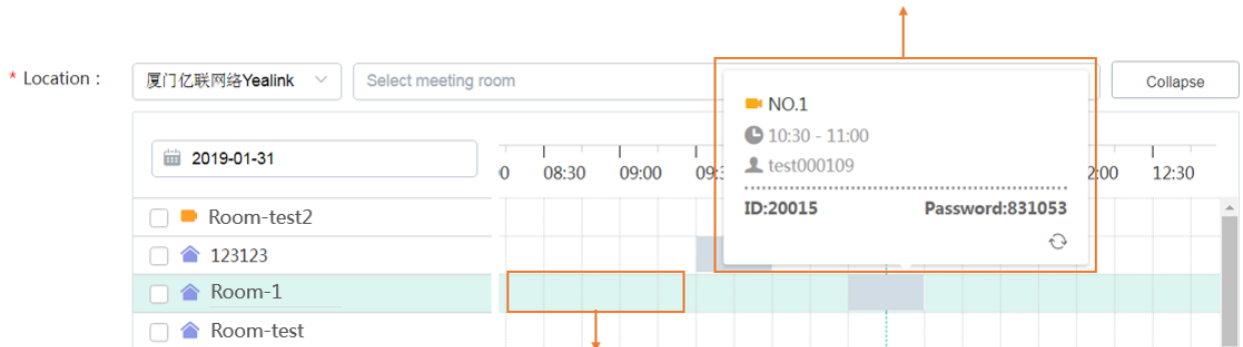 * Location : 厦门亿联网络Yealink Select meeting room Collapse
NO.1
10:30 - 11:00
test000109
ID:20015 Password:831053
2019-01-31
08:30 09:00 12:30
Room-test2
123123
Room-1
Room-test